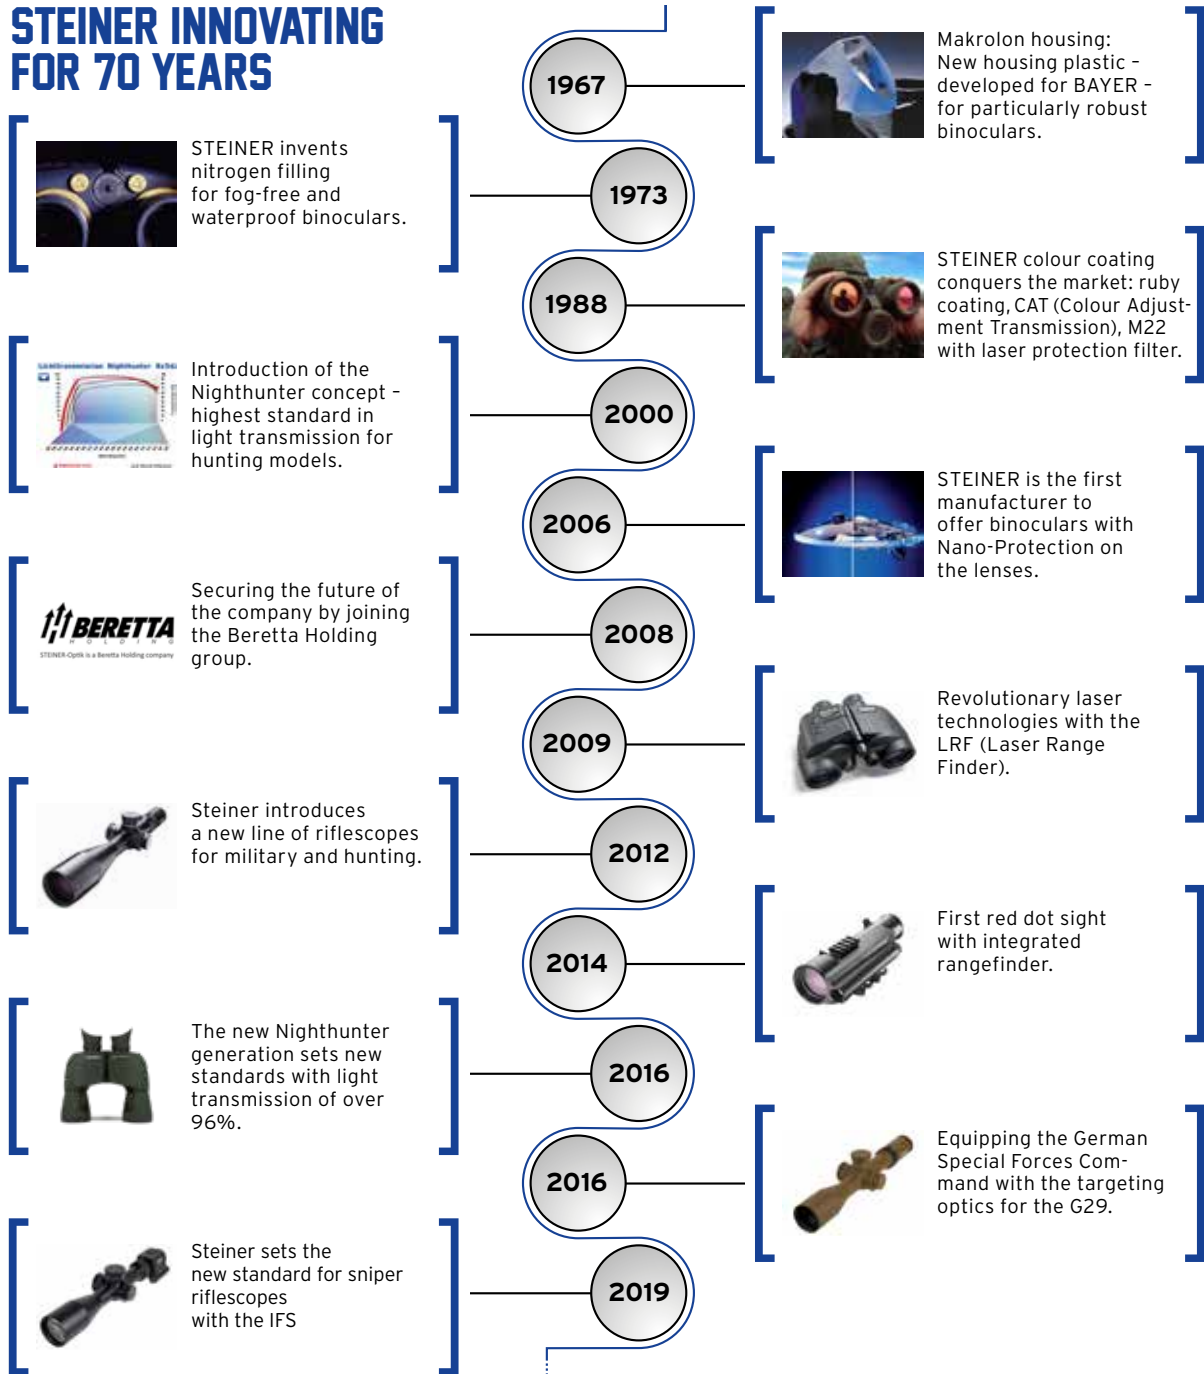 STEINER INNOVATING
FOR 70 YEARS
1967
Makrolon housing:
New housing plastic –
developed for BAYER –
for particularly robust
binoculars.
1973
STEINER invents
nitrogen filling
for fog-free and
waterproof binoculars.
1988
STEINER colour coating
conquers the market: ruby
coating, CAT (Colour Adjust-
ment Transmission), M22
with laser protection filter.
2000
Introduction of the
Nighthunter concept –
highest standard in
light transmission for
hunting models.
2006
STEINER is the first
manufacturer to
offer binoculars with
Nano-Protection on
the lenses.
2008
BERETTA
HOLDING
STEINER-Optik is a Beretta Holding company
Securing the future of
the company by joining
the Beretta Holding
group.
2009
Revolutionary laser
technologies with the
LRF (Laser Range
Finder).
2012
Steiner introduces
a new line of riflescopes
for military and hunting.
2014
First red dot sight
with integrated
rangefinder.
2016
The new Nighthunter
generation sets new
standards with light
transmission of over
96%.
2016
Equipping the German
Special Forces Com-
mand with the targeting
optics for the G29.
2019
Steiner sets the
new standard for sniper
riflescopes
with the IFS